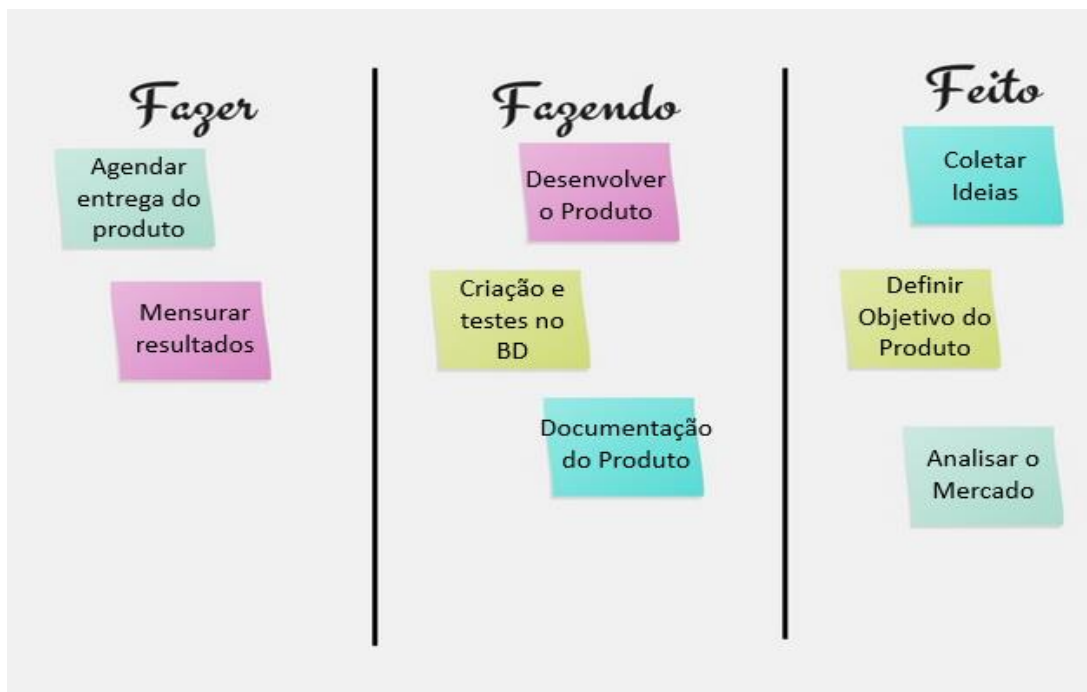 Fazer
Agendar
entrega do
produto
Mensurar
resultados
Fazendo
Desenvolver
o Produto
Criação e
testes no
BD
Documentação
do Produto
Feito
Coletar
Ideias
Definir
Objetivo do
Produto
Analisar o
Mercado